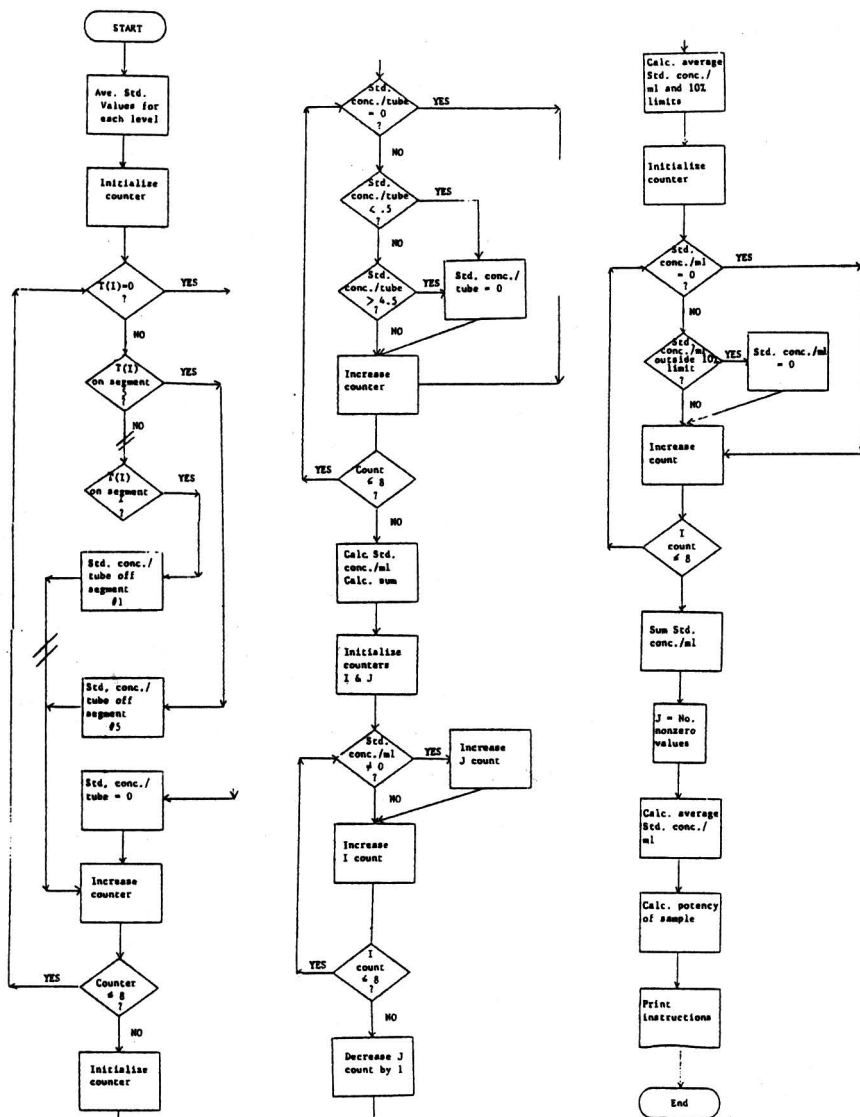 START
Ave. Std.
Values for
each level
Initialize
counter
T(I)=0
?
YES
NO
T(I)
on segment
5
?
YES
NO
T(I)
on segment
1
?
YES
Std. conc./
tube off
segment
#1
Std, conc./
tube off
segment
#5
Std, conc./
tube = 0
Increase
counter
Counter
≤ 8
?
YES
NO
Initialize
counter
Std.
conc./tube
= 0
?
YES
NO
Std.
conc./tube
< .5
?
YES
NO
Std.
conc./tube
> 4.5
?
YES
NO
Std. conc./
tube = 0
Increase
counter
Count
≤ 8
?
YES
NO
Calc Std.
conc./ml
Calc. sum
Initialize
counters
I & J
Std.
conc./ml
≠ 0
?
YES
NO
Increase
J count
Increase
I count
I
count
≤ 8
?
YES
NO
Decrease J
count by 1
Calc. average
Std. conc./
ml and 10%
limits
Initialize
counter
Std.
conc./ml
= 0
?
YES
NO
Std.
conc./ml
outside 10%
limit
?
YES
NO
Std. conc./ml
= 0
Increase
count
I
count
≤ 8
Sum Std.
conc./ml
J = No.
nonzero
values
Calc. average
Std. conc./
ml
Calc. potency
of sample
Print
instructions
End